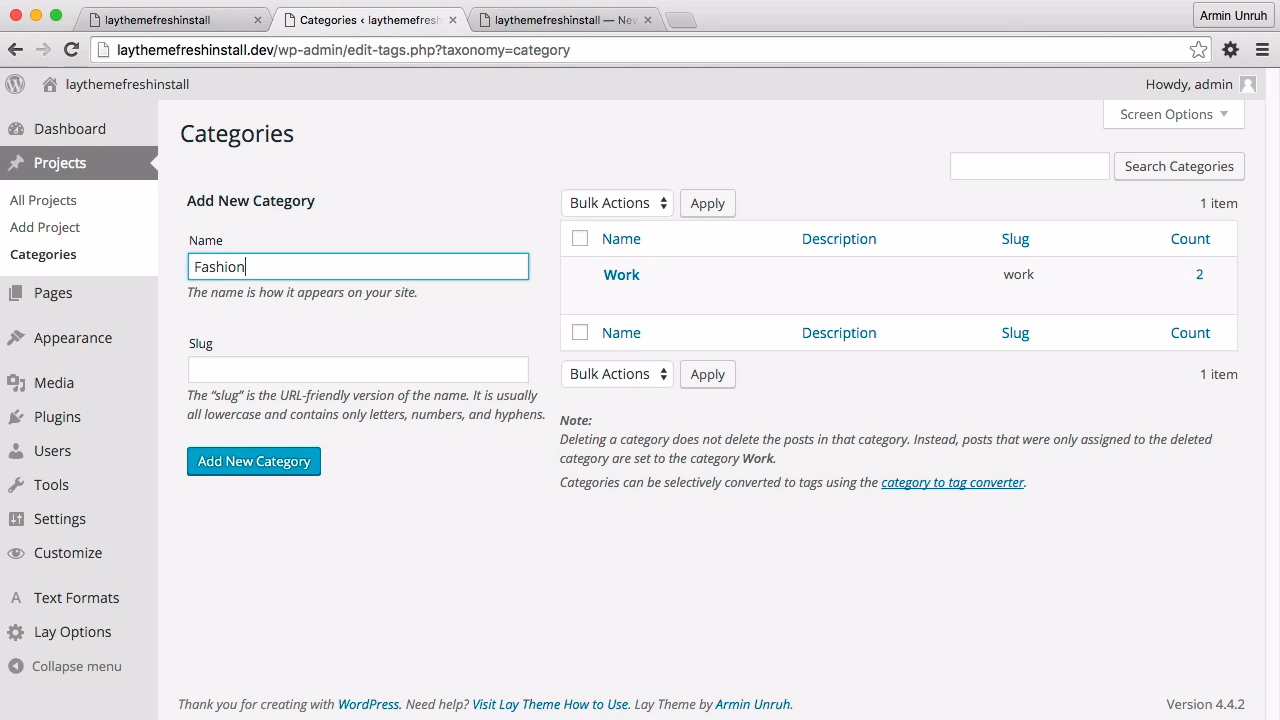 laythemefreshinstall
Categories ‹ laythemefresh
laythemefreshinstall — Nev
Armin Unruh
laythemefreshinstall.dev/wp-admin/edit-tags.php?taxonomy=category
laythemefreshinstall
Howdy, admin
Dashboard
Projects
All Projects
Add Project
Categories
Pages
Appearance
Media
Plugins
Users
Tools
Settings
Customize
Text Formats
Lay Options
Collapse menu
Categories
Screen Options
Search Categories
Add New Category
Name
Fashion
The name is how it appears on your site.
Slug
The “slug” is the URL-friendly version of the name. It is usually
all lowercase and contains only letters, numbers, and hyphens.
Add New Category
Bulk Actions Apply 1 item
Name Description Slug Count
Work work 2
Name Description Slug Count
Bulk Actions Apply 1 item
Note:
Deleting a category does not delete the posts in that category. Instead, posts that were only assigned to the deleted
category are set to the category Work.
Categories can be selectively converted to tags using the category to tag converter.
Thank you for creating with WordPress. Need help? Visit Lay Theme How to Use. Lay Theme by Armin Unruh.
Version 4.4.2